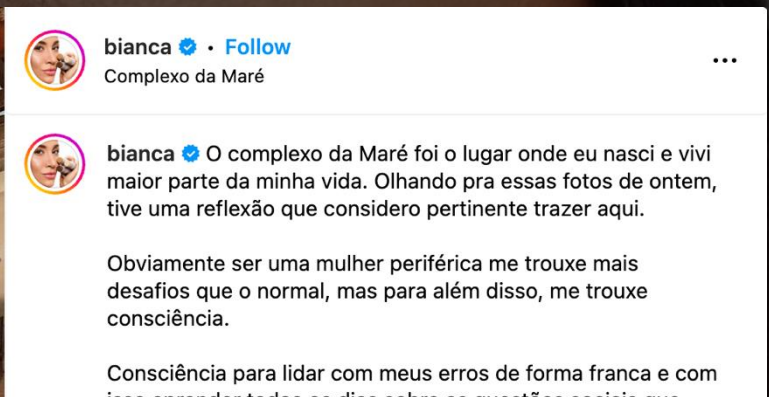 bianca • Follow
Complexo da Maré
bianca O complexo da Maré foi o lugar onde eu nasci e vivi
maior parte da minha vida. Olhando pra essas fotos de ontem,
tive uma reflexão que considero pertinente trazer aqui.
Obviamente ser uma mulher periférica me trouxe mais
desafios que o normal, mas para além disso, me trouxe
consciência.
Consciência para lidar com meus erros de forma franca e com